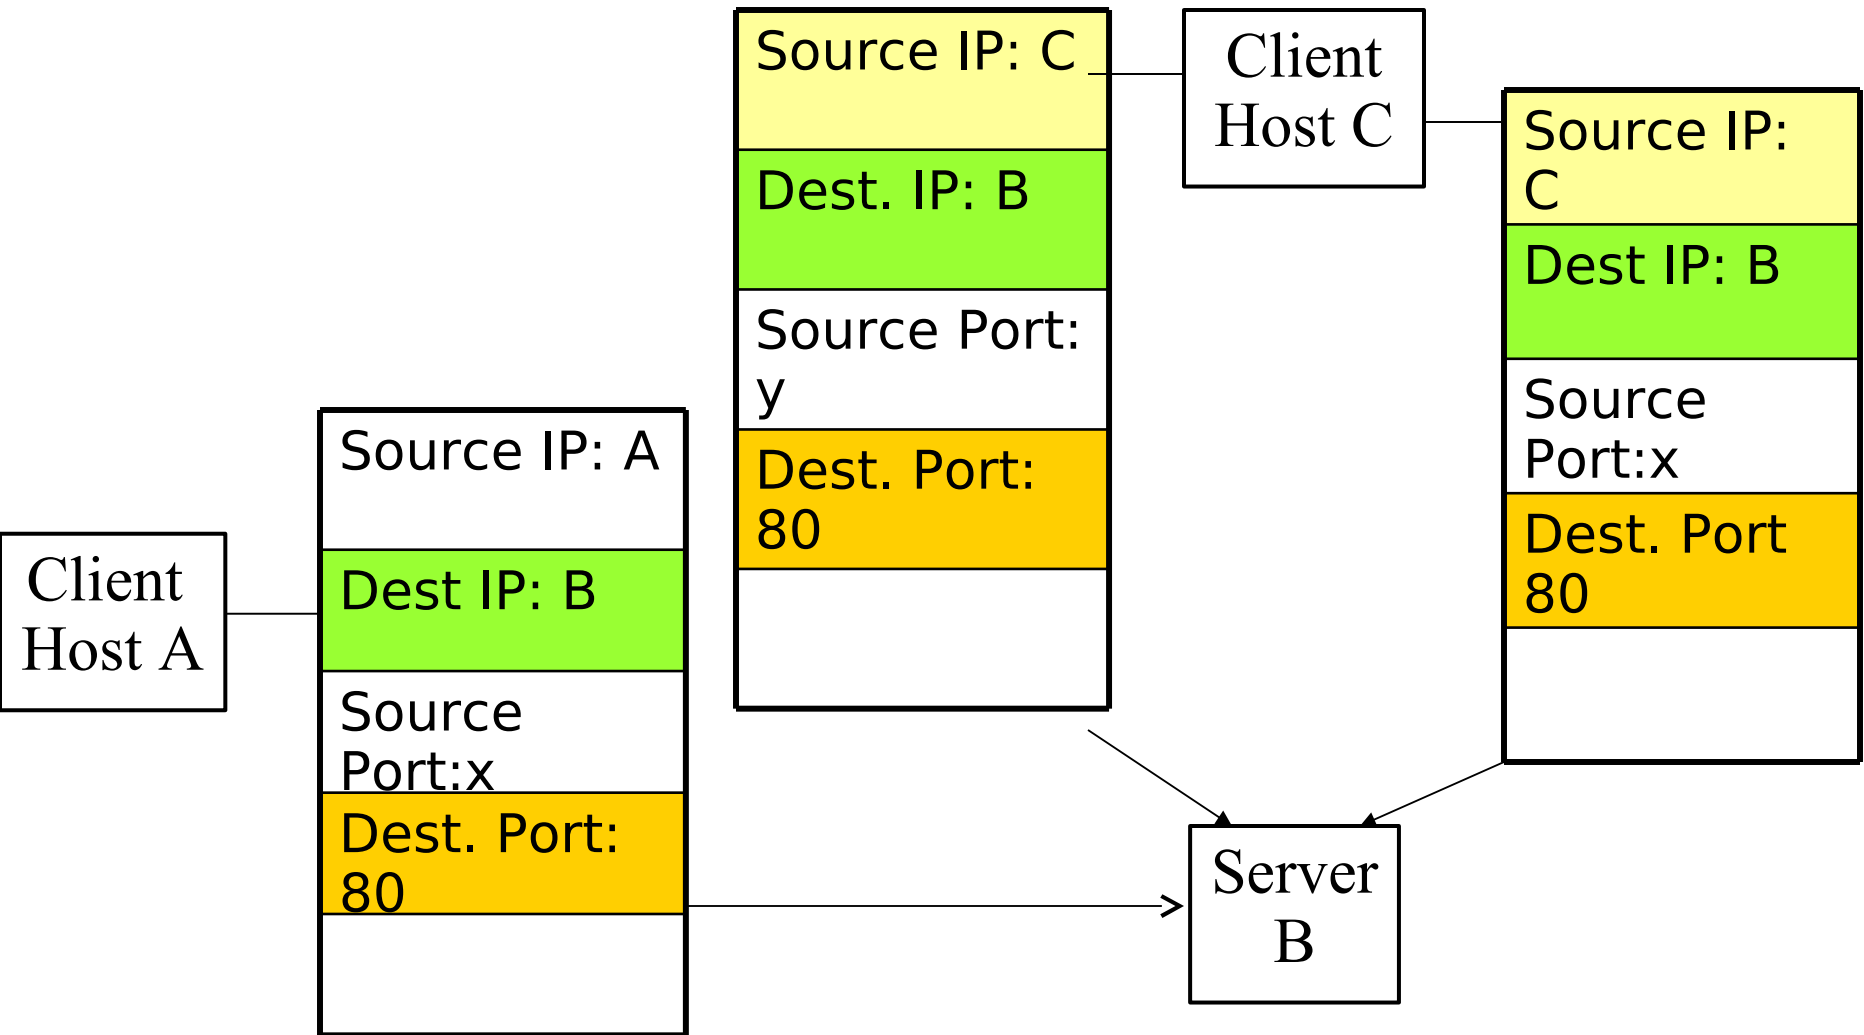 Source IP: C
Dest. IP: B
Source Port:
y
Dest. Port:
80
Client
Host C
Source IP:
C
Dest IP: B
Source
Port:x
Dest. Port
80
Client
Host A
Source IP: A
Dest IP: B
Source
Port:x
Dest. Port:
80
Server
B